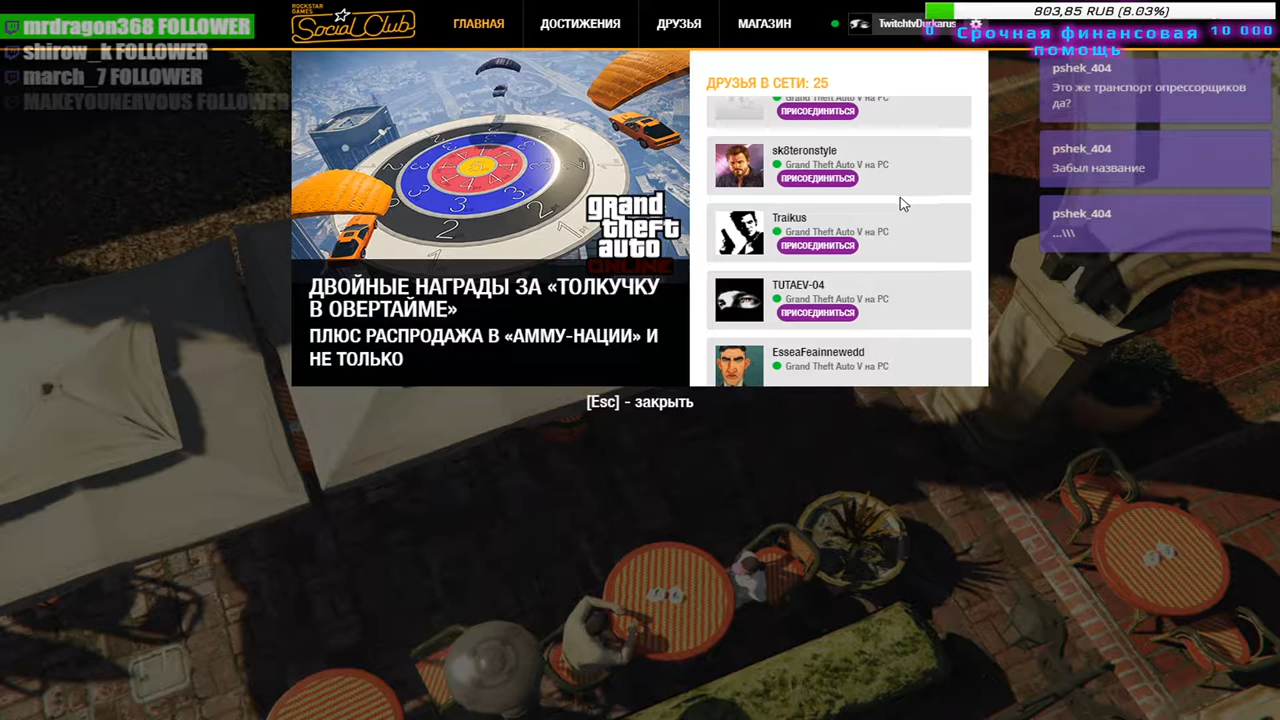 mrdragon368 FOLLOWER
shirow_k FOLLOWER
march_7 FOLLOWER
MAKEYOUNERVOUS FOLLOWER
ROCKSTAR GAMES
Social Club
ГЛАВНАЯ
ДОСТИЖЕНИЯ
ДРУЗЬЯ
МАГАЗИН
TwitchtvDurkarus
803,85 RUB (8.03%)
0 Срочная финансовая помощь 10 000
grand
theft
auto
ONLINE
ДВОЙНЫЕ НАГРАДЫ ЗА «ТОЛКУЧКУ
В ОВЕРТАЙМЕ»
ПЛЮС РАСПРОДАЖА В «АММУ-НАЦИИ» И
НЕ ТОЛЬКО
ДРУЗЬЯ В СЕТИ: 25
Grand Theft Auto V на PC
ПРИСОЕДИНИТЬСЯ
sk8teronstyle
Grand Theft Auto V на PC
ПРИСОЕДИНИТЬСЯ
Traikus
Grand Theft Auto V на PC
ПРИСОЕДИНИТЬСЯ
TUTAEV-04
Grand Theft Auto V на PC
ПРИСОЕДИНИТЬСЯ
EsseaFeainnewedd
Grand Theft Auto V на PC
[Esc] - закрыть
pshek_404
Это же транспорт опрессорщиков
да?
pshek_404
Забыл название
pshek_404
...\\\